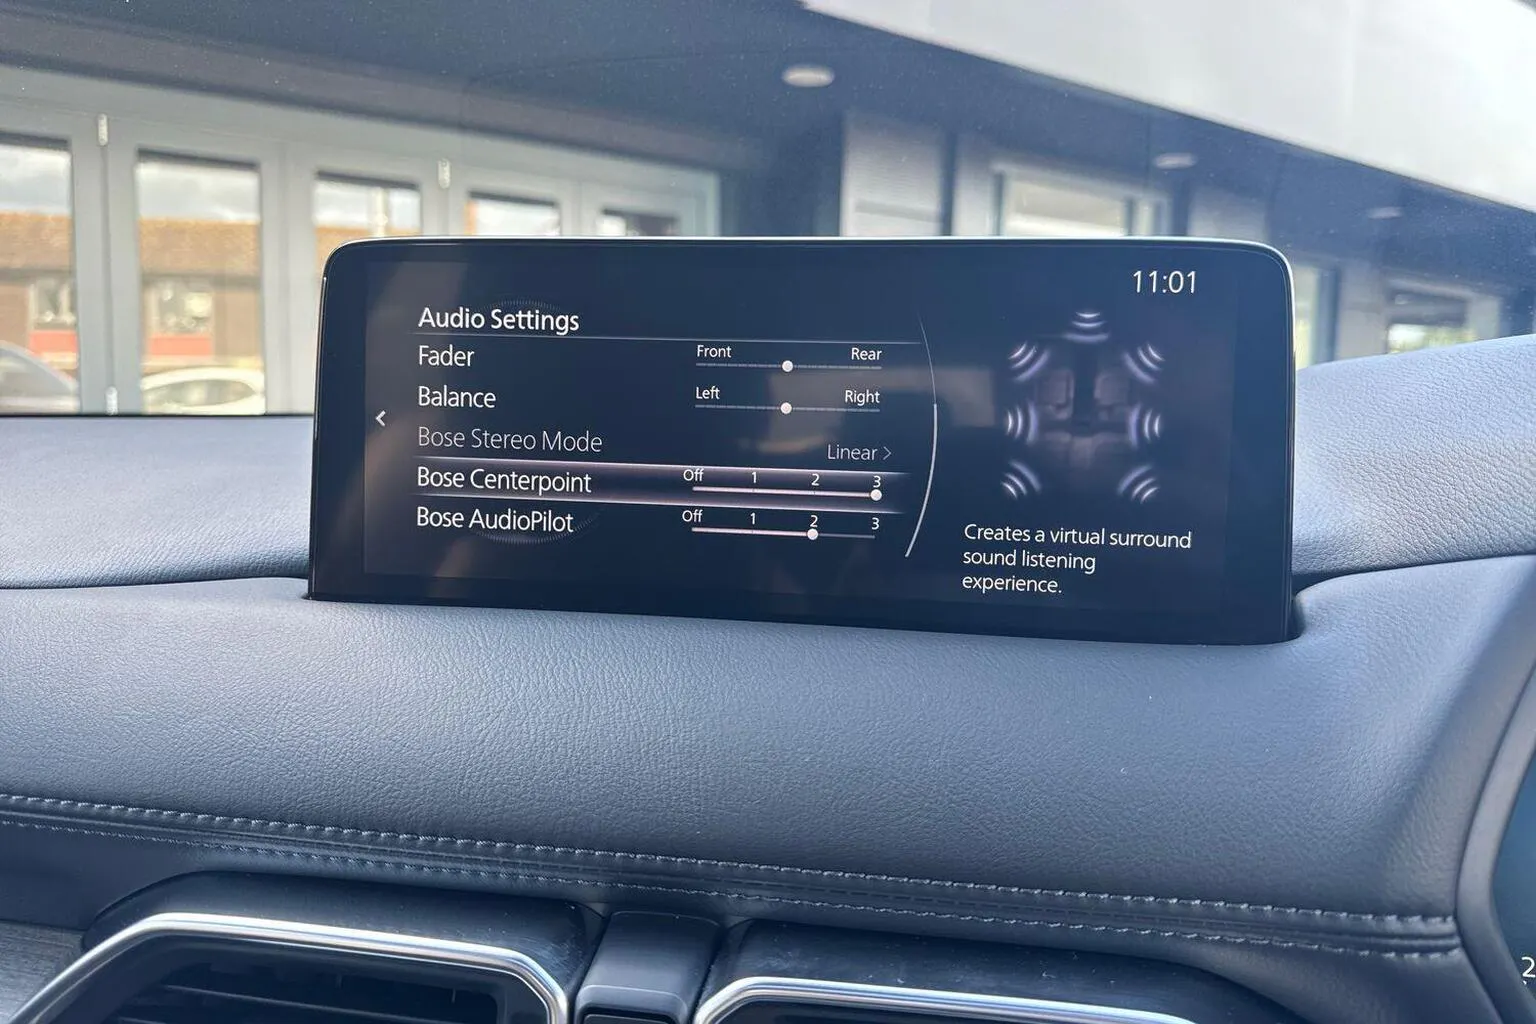 11:01
Audio Settings
Fader
Front
Rear
Balance
Left
Right
Bose Stereo Mode
Linear >
Bose Centerpoint
Off 1 2 3
Bose AudioPilot
Off 1 2 3
Creates a virtual surround
sound listening
experience.
2